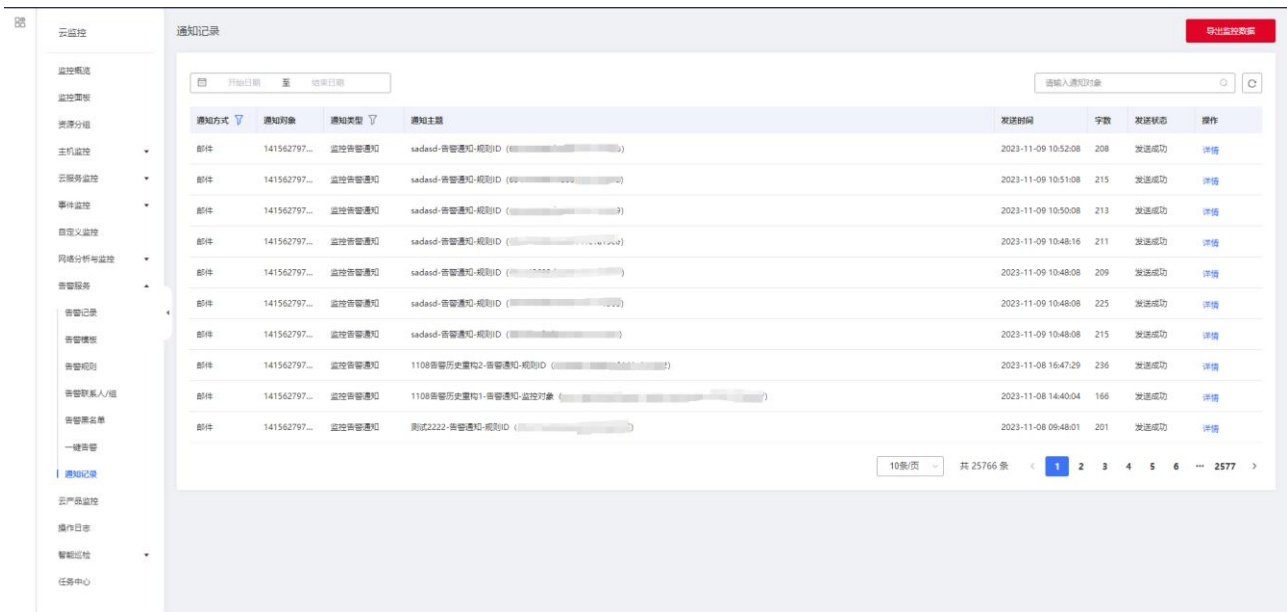 云监控
监控概览
监控面板
资源分组
主机监控
云服务监控
事件监控
自定义监控
网络分析与监控
告警服务
告警记录
告警模板
告警规则
告警联系人/组
告警黑名单
一键告警
通知记录
云产品监控
操作日志
智能巡检
任务中心
通知记录 导出监控数据
开始日期 至 结束日期 请输入通知对象
通知方式 通知对象 通知类型 通知主题 发送时间 字数 发送状态 操作
邮件 141562797... 监控告警通知 sadasd-告警通知-规则ID ( ) 2023-11-09 10:52:08 208 发送成功 详情
邮件 141562797... 监控告警通知 sadasd-告警通知-规则ID ( ) 2023-11-09 10:51:08 215 发送成功 详情
邮件 141562797... 监控告警通知 sadasd-告警通知-规则ID ( ) 2023-11-09 10:50:08 213 发送成功 详情
邮件 141562797... 监控告警通知 sadasd-告警通知-规则ID ( ) 2023-11-09 10:48:16 211 发送成功 详情
邮件 141562797... 监控告警通知 sadasd-告警通知-规则ID ( ) 2023-11-09 10:48:08 209 发送成功 详情
邮件 141562797... 监控告警通知 sadasd-告警通知-规则ID ( ) 2023-11-09 10:48:08 225 发送成功 详情
邮件 141562797... 监控告警通知 sadasd-告警通知-规则ID ( ) 2023-11-09 10:48:08 215 发送成功 详情
邮件 141562797... 监控告警通知 1108告警历史重构2-告警通知-规则ID ( ) 2023-11-08 16:47:29 236 发送成功 详情
邮件 141562797... 监控告警通知 1108告警历史重构1-告警通知-监控对象 ( ) 2023-11-08 14:40:04 166 发送成功 详情
邮件 141562797... 监控告警通知 测试2222-告警通知-规则ID ( ) 2023-11-08 09:48:01 201 发送成功 详情
10条/页 共 25766 条 1 2 3 4 5 6 ... 2577